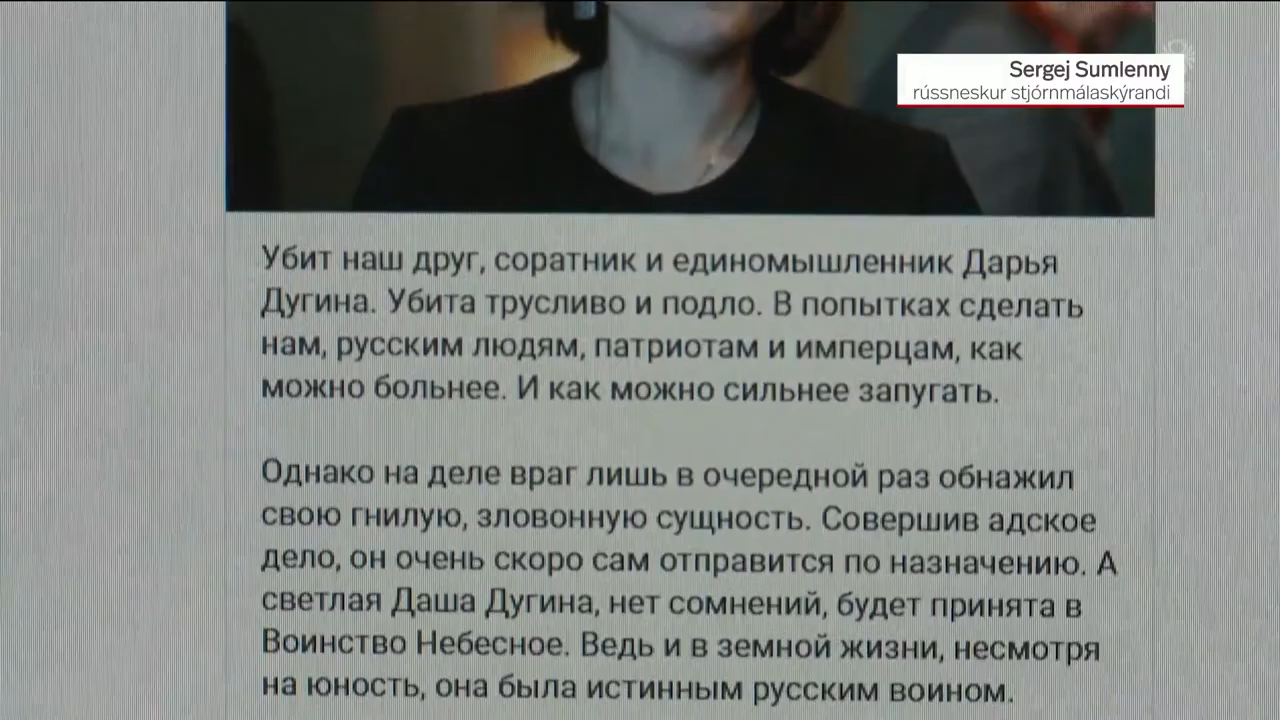 Sergej Sumlenny
rússneskur stjórnmálaskýrandi
Убит наш друг, соратник и единомышленник Дарья
Дугина. Убита трусливо и подло. В попытках сделать
нам, русским людям, патриотам и имперцам, как
можно больнее. И как можно сильнее запугать.
Однако на деле враг лишь в очередной раз обнажил
свою гнилую, зловонную сущность. Совершив адское
дело, он очень скоро сам отправится по назначению. А
светлая Даша Дугина, нет сомнений, будет принята в
Воинство Небесное. Ведь и в земной жизни, несмотря
на юность, она была истинным русским воином.